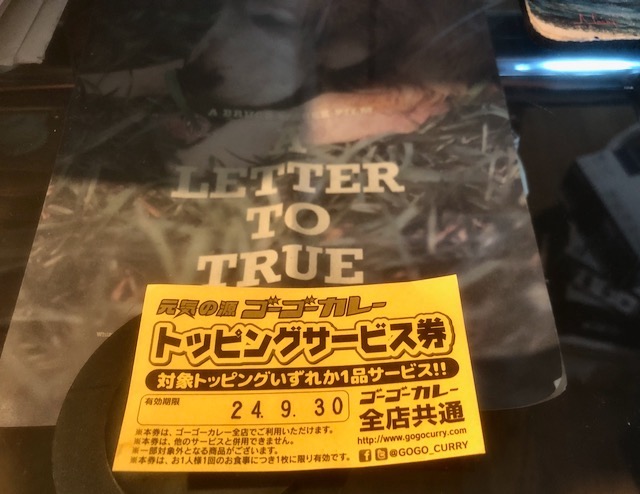 A BRUCE WEBER FILM
A
LETTER
TO
TRUE
元気の源 ゴーゴーカレー
トッピングサービス券
対象トッピングいずれか1品サービス!!
有効期限
24. 9. 30
ゴーゴーカレー
全店共通
※本券は、ゴーゴーカレー全店でご利用いただけます。
※本券は、他のサービスと併用できません。
※一部対象外となる商品がございます。
※本券は、お1人様1回のお食事につき1枚に限り有効です。
http://www.gogocurry.com
@GOGO_CURRY